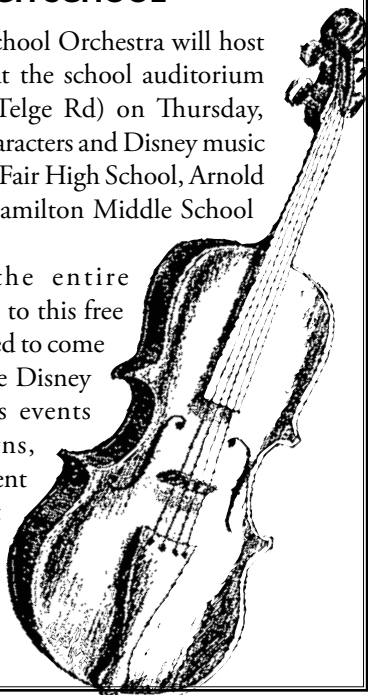 SCHOOL
chool Orchestra will host
t the school auditorium
Telge Rd) on Thursday,
aracters and Disney music
Fair High School, Arnold
amilton Middle School
the entire
to this free
ed to come
e Disney
s events
ns,
ent